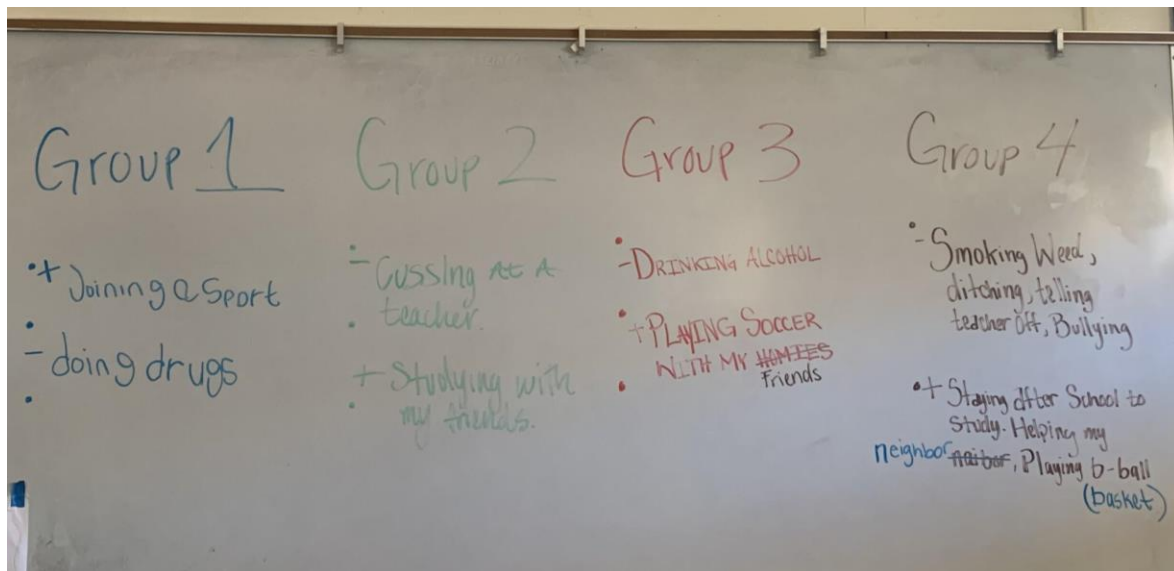 Group 1
• + Joining a Sport
•
- doing drugs
•
Group 2
• - Cussing At A
• teacher.
+ Studying with
• my friends.
Group 3
•
- DRINKING ALCOHOL
•
+ PLAYING SOCCER
WITH MY HOMIES
• Friends
Group 4
• - Smoking Weed,
ditching, telling
teacher Off, Bullying
• + Staying after School to
study. Helping my
neighbor naibor, Playing b-ball
(basket)